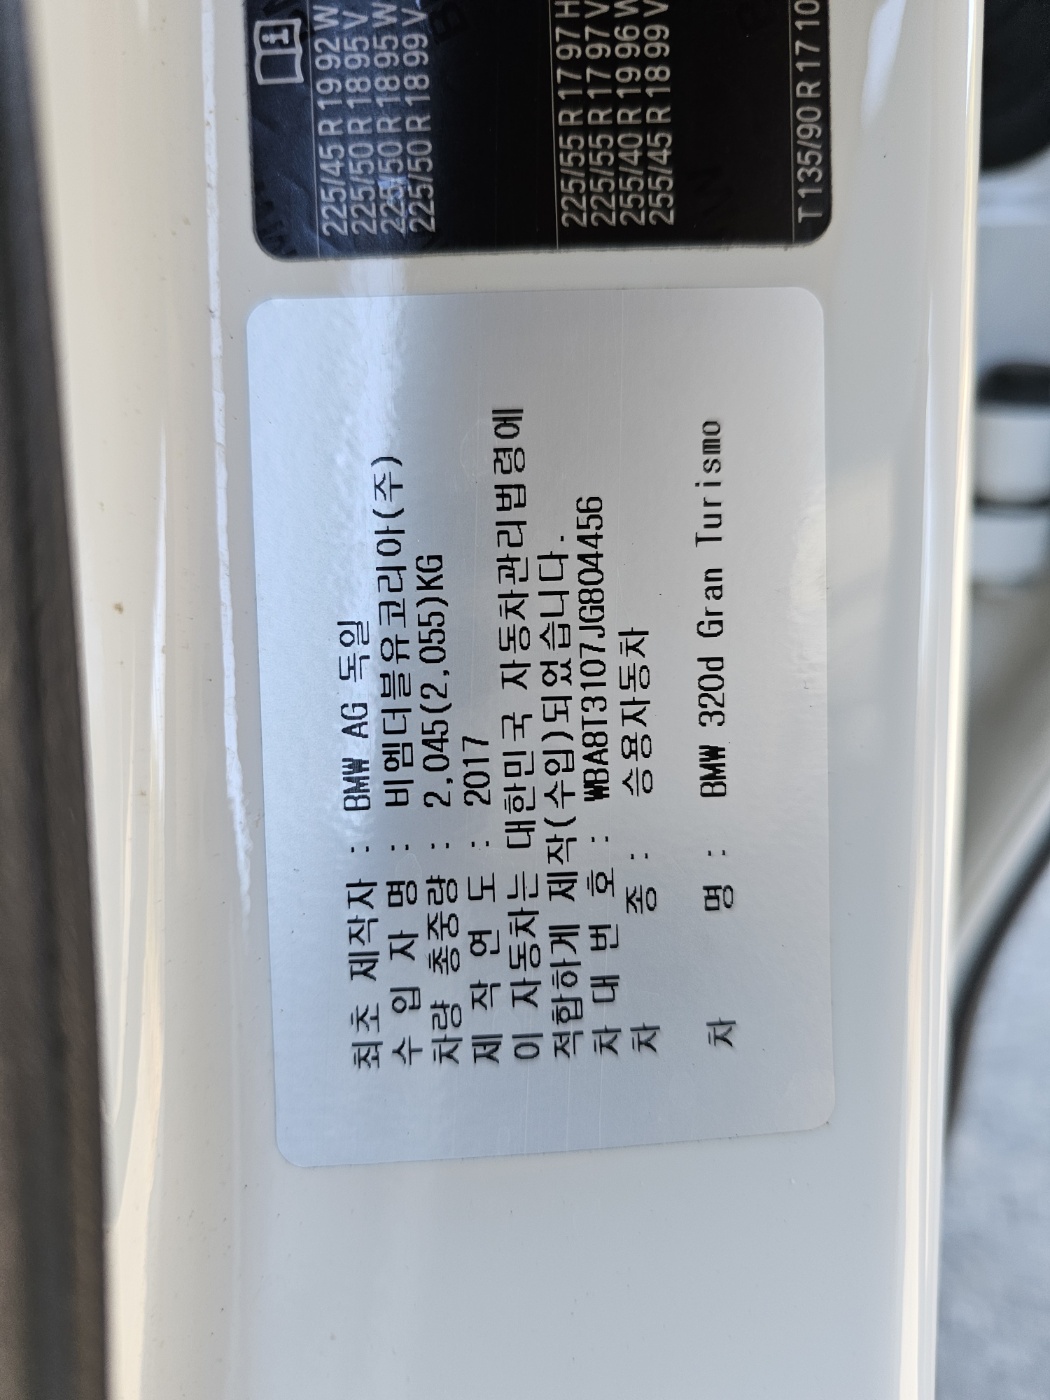 225/45 R 19 92 W
225/50 R 18 95 V
225/50 R 18 95 W
225/50 R 18 99 V
225/55 R 17 97 H
225/55 R 17 97 V
255/40 R 19 96 W
255/45 R 18 99 V
T 135/90 R 17 10
최초 제작자 : BMW AG 독일
수 입 자 명 : 비엠더블유코리아(주)
차량 총중량 : 2,045(2,055)KG
제 작 연 도 : 2017
이 자동차는 대한민국 자동차관리법령에
적합하게 제작(수입)되었습니다.
차 대 번 호 : WBA8T3107JG804456
차 종 : 승용자동차
차 명 : BMW 320d Gran Turismo